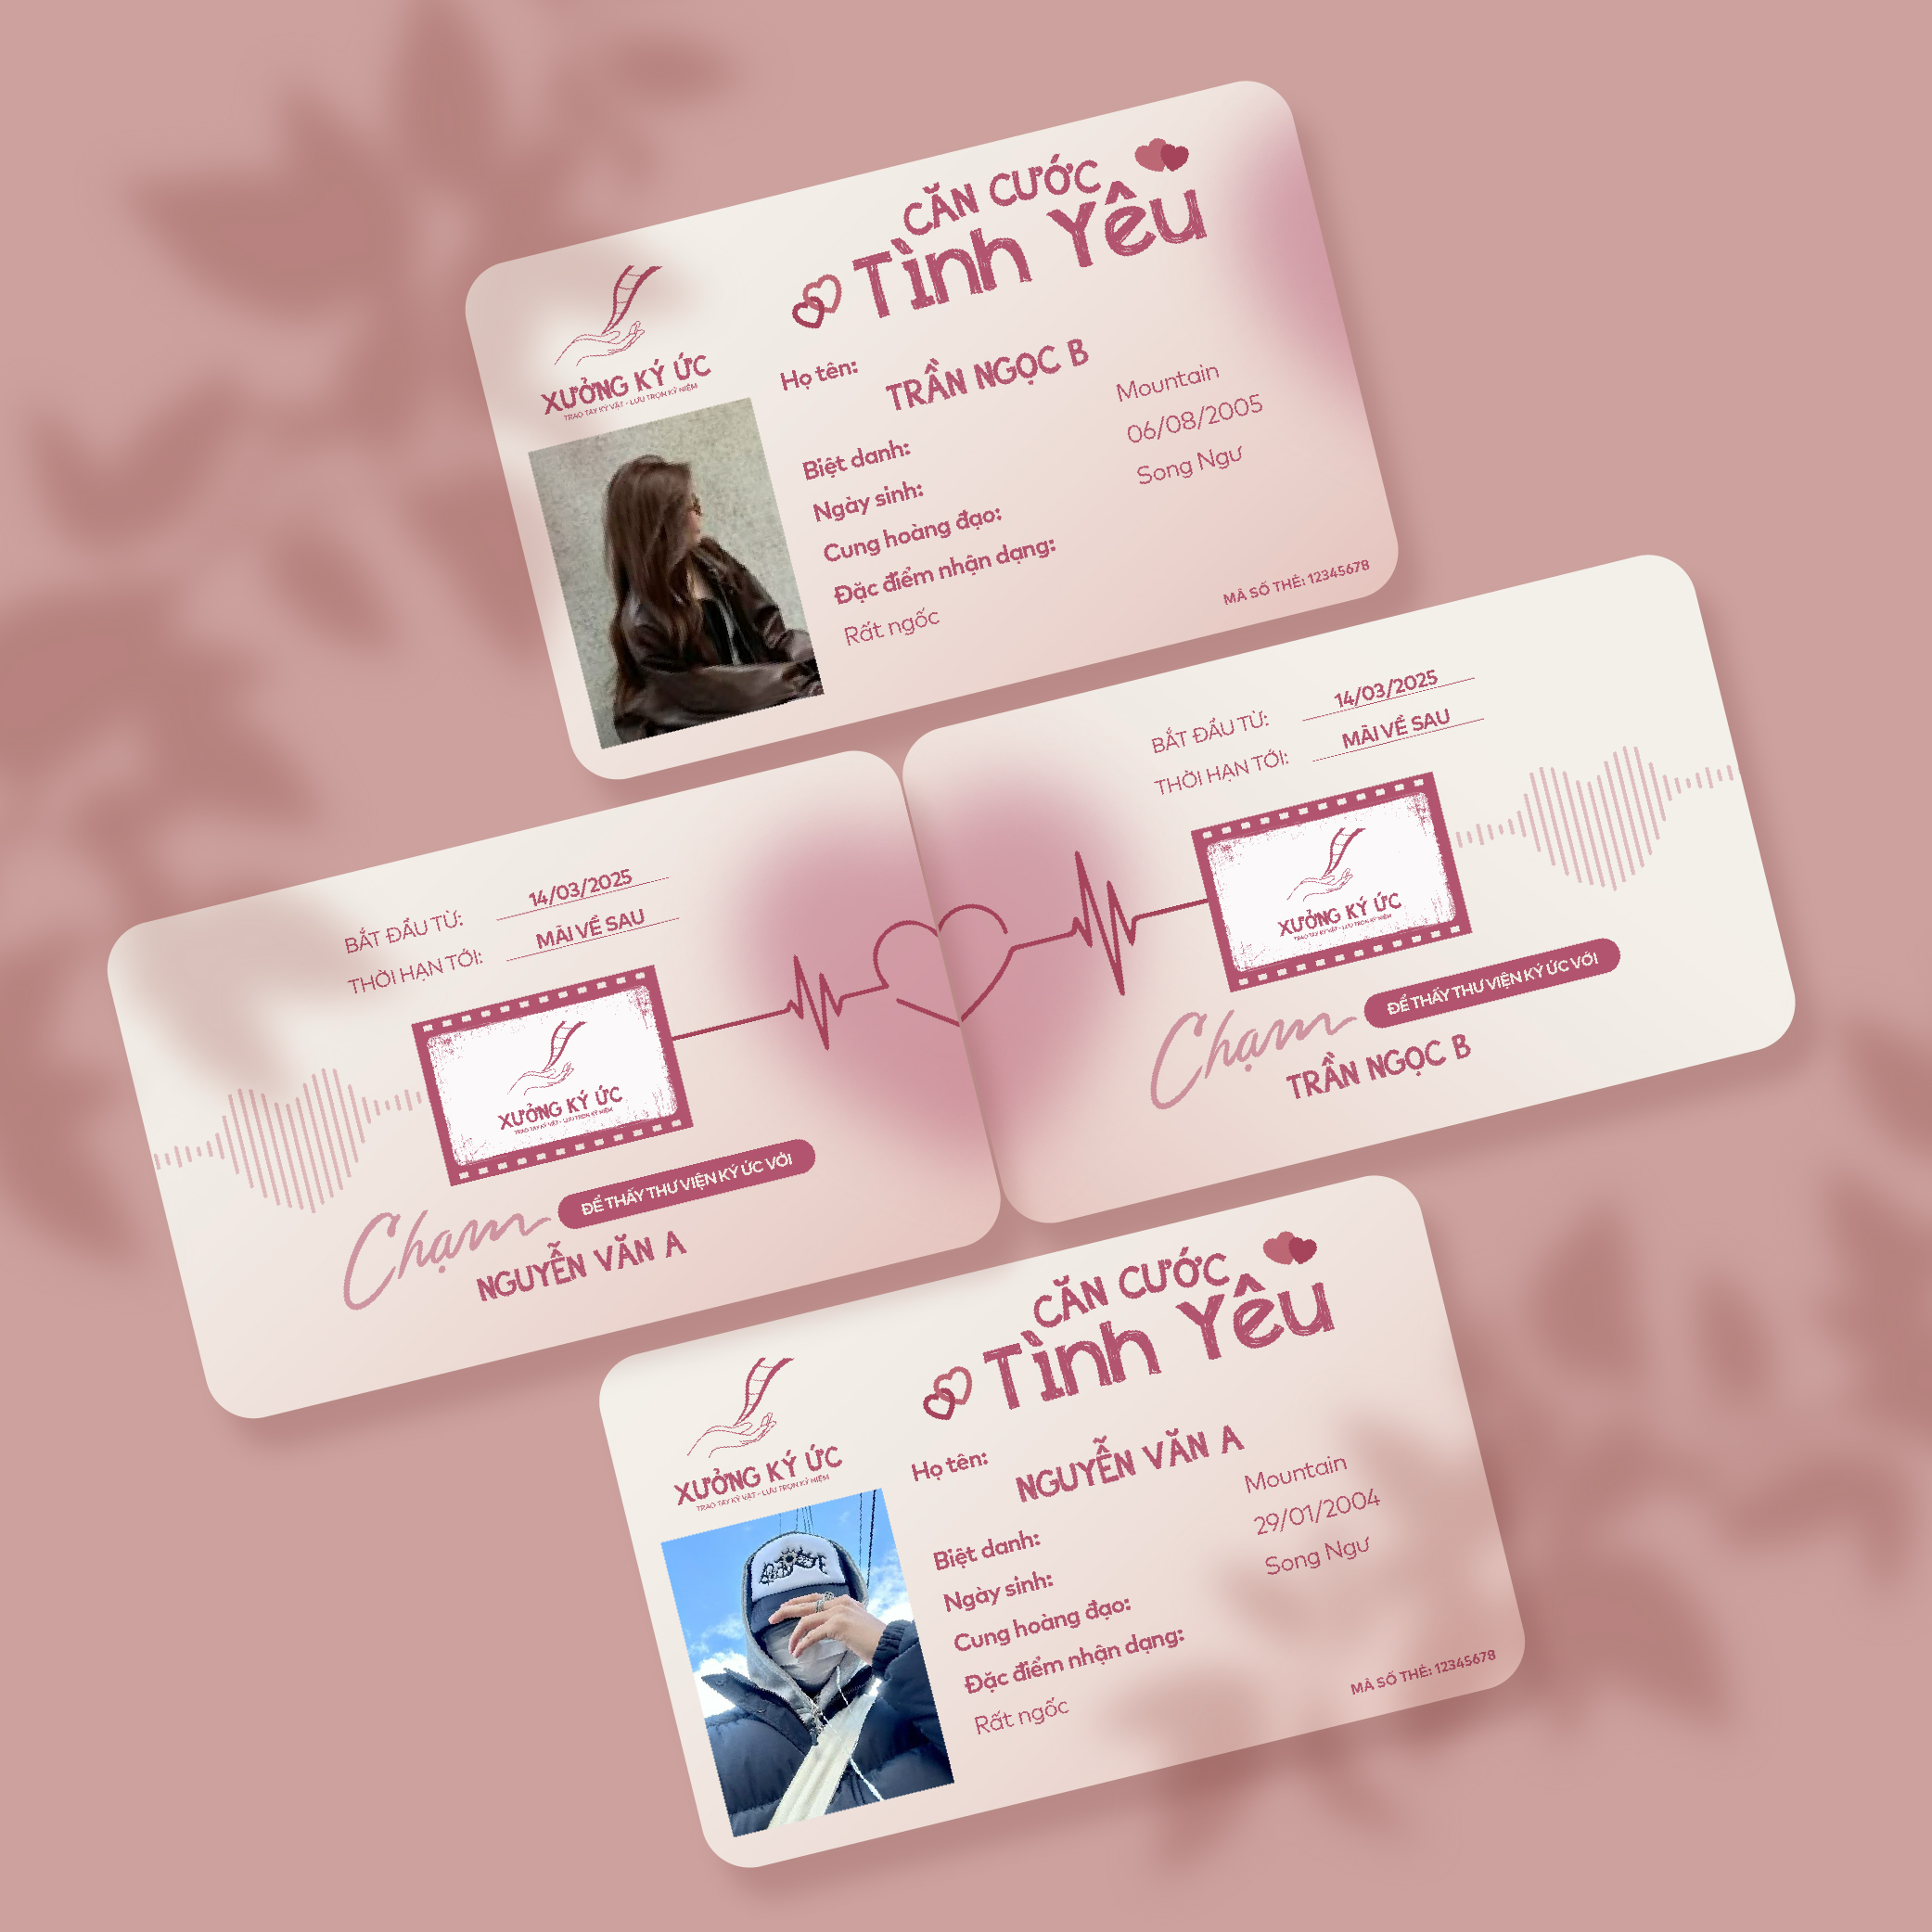 CĂN CƯỚC
Tình Yêu
XƯỞNG KÝ ỨC
TRAO TAY KỶ VẬT - LƯU TRỌN KỶ NIỆM
Họ tên:
TRẦN NGỌC B
Biệt danh:
Mountain
Ngày sinh:
06/08/2005
Cung hoàng đạo:
Song Ngư
Đặc điểm nhận dạng:
Rất ngốc
MÃ SỐ THẺ: 12345678
BẮT ĐẦU TỪ:
14/03/2025
THỜI HẠN TỚI:
MÃI VỀ SAU
XƯỞNG KÝ ỨC
TRAO TAY KỶ VẬT - LƯU TRỌN KỶ NIỆM
Chạm
ĐỂ THẤY THƯ VIỆN KÝ ỨC VỚI
NGUYỄN VĂN A
BẮT ĐẦU TỪ:
14/03/2025
THỜI HẠN TỚI:
MÃI VỀ SAU
XƯỞNG KÝ ỨC
TRAO TAY KỶ VẬT - LƯU TRỌN KỶ NIỆM
Chạm
ĐỂ THẤY THƯ VIỆN KÝ ỨC VỚI
TRẦN NGỌC B
CĂN CƯỚC
Tình Yêu
XƯỞNG KÝ ỨC
TRAO TAY KỶ VẬT - LƯU TRỌN KỶ NIỆM
Họ tên:
NGUYỄN VĂN A
Biệt danh:
Mountain
Ngày sinh:
29/01/2004
Cung hoàng đạo:
Song Ngư
Đặc điểm nhận dạng:
Rất ngốc
MÃ SỐ THẺ: 12345678